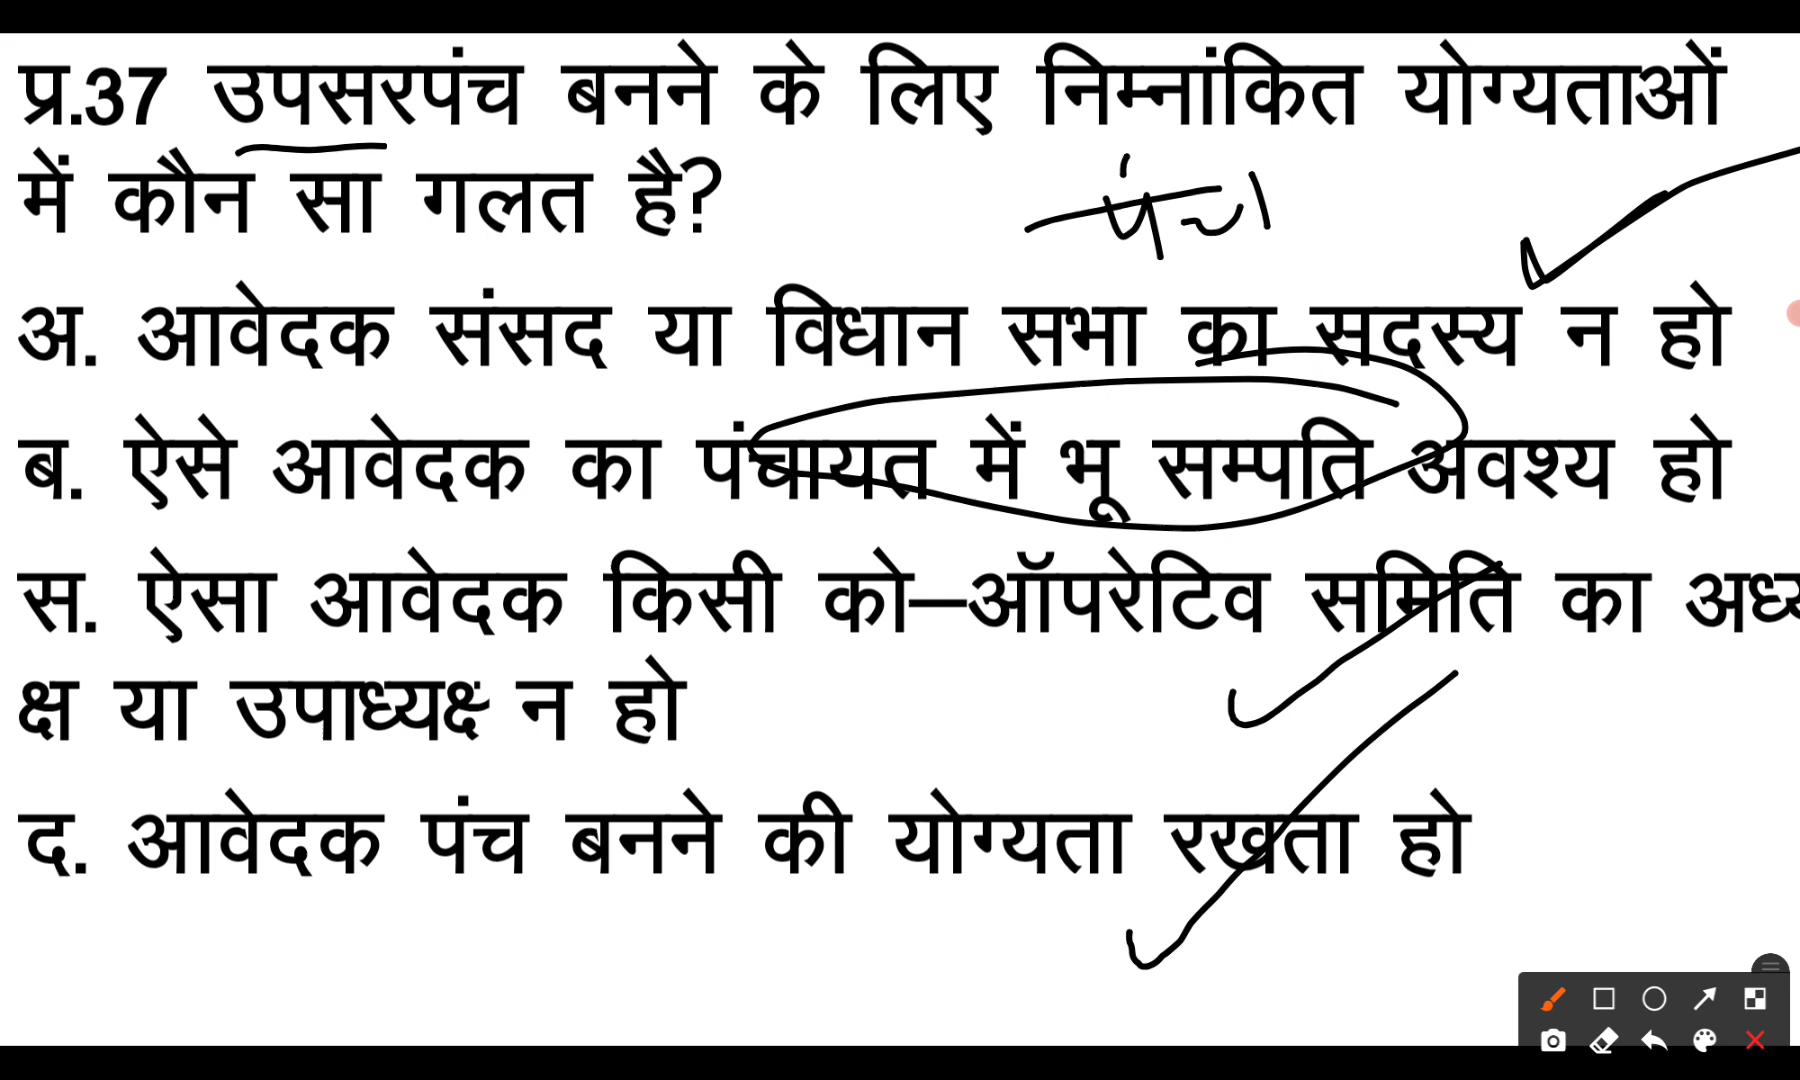 प्र.37 उपसरपंच बनने के लिए निम्नांकित योग्यताओं
में कौन सा गलत है?
पंच
अ. आवेदक संसद या विधान सभा का सदस्य न हो
ब. ऐसे आवेदक का पंचायत में भू सम्पति अवश्य हो
स. ऐसा आवेदक किसी को–ऑपरेटिव समिति का अध्य
क्ष या उपाध्यक्ष् न हो
द. आवेदक पंच बनने की योग्यता रखता हो